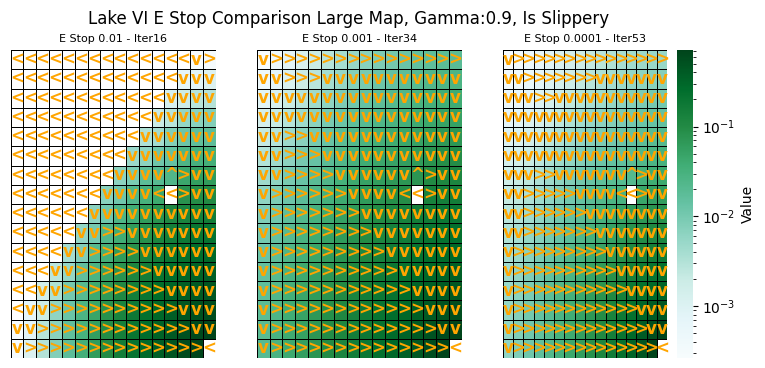 Lake VI E Stop Comparison Large Map, Gamma:0.9, Is Slippery
E Stop 0.01 - Iter16
E Stop 0.001 - Iter34
E Stop 0.0001 - Iter53
10⁻¹
10⁻²
10⁻³
Value